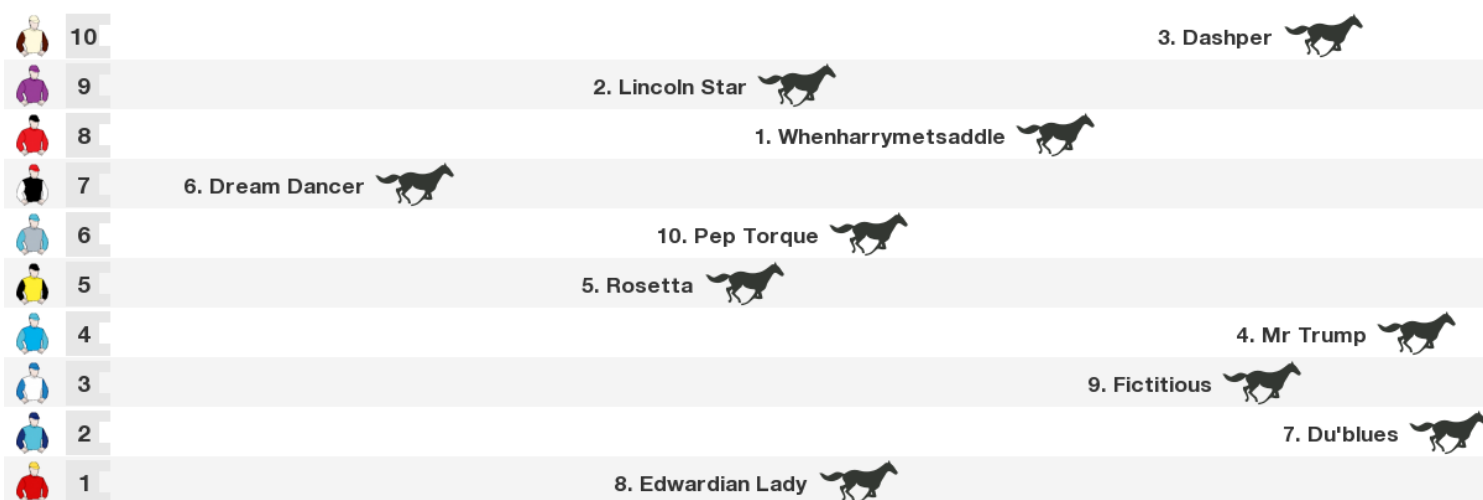 10 3. Dashper
9 2. Lincoln Star
8 1. Whenharrymetsaddle
7 6. Dream Dancer
6 10. Pep Torque
5 5. Rosetta
4 4. Mr Trump
3 9. Fictitious
2 7. Du'blues
1 8. Edwardian Lady